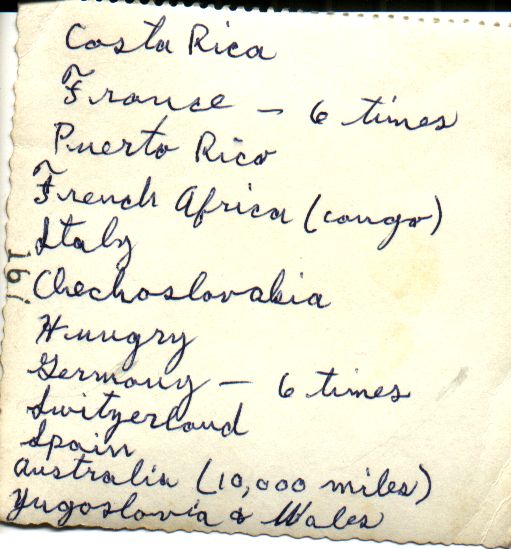 Costa Rica
France - 6 times
Puerto Rico
French Africa (congo)
Italy
Chechoslovakia
Hungry
Germany - 6 times
Switzerland
Spain
Australia (10,000 miles)
Yugoslovia & Wales